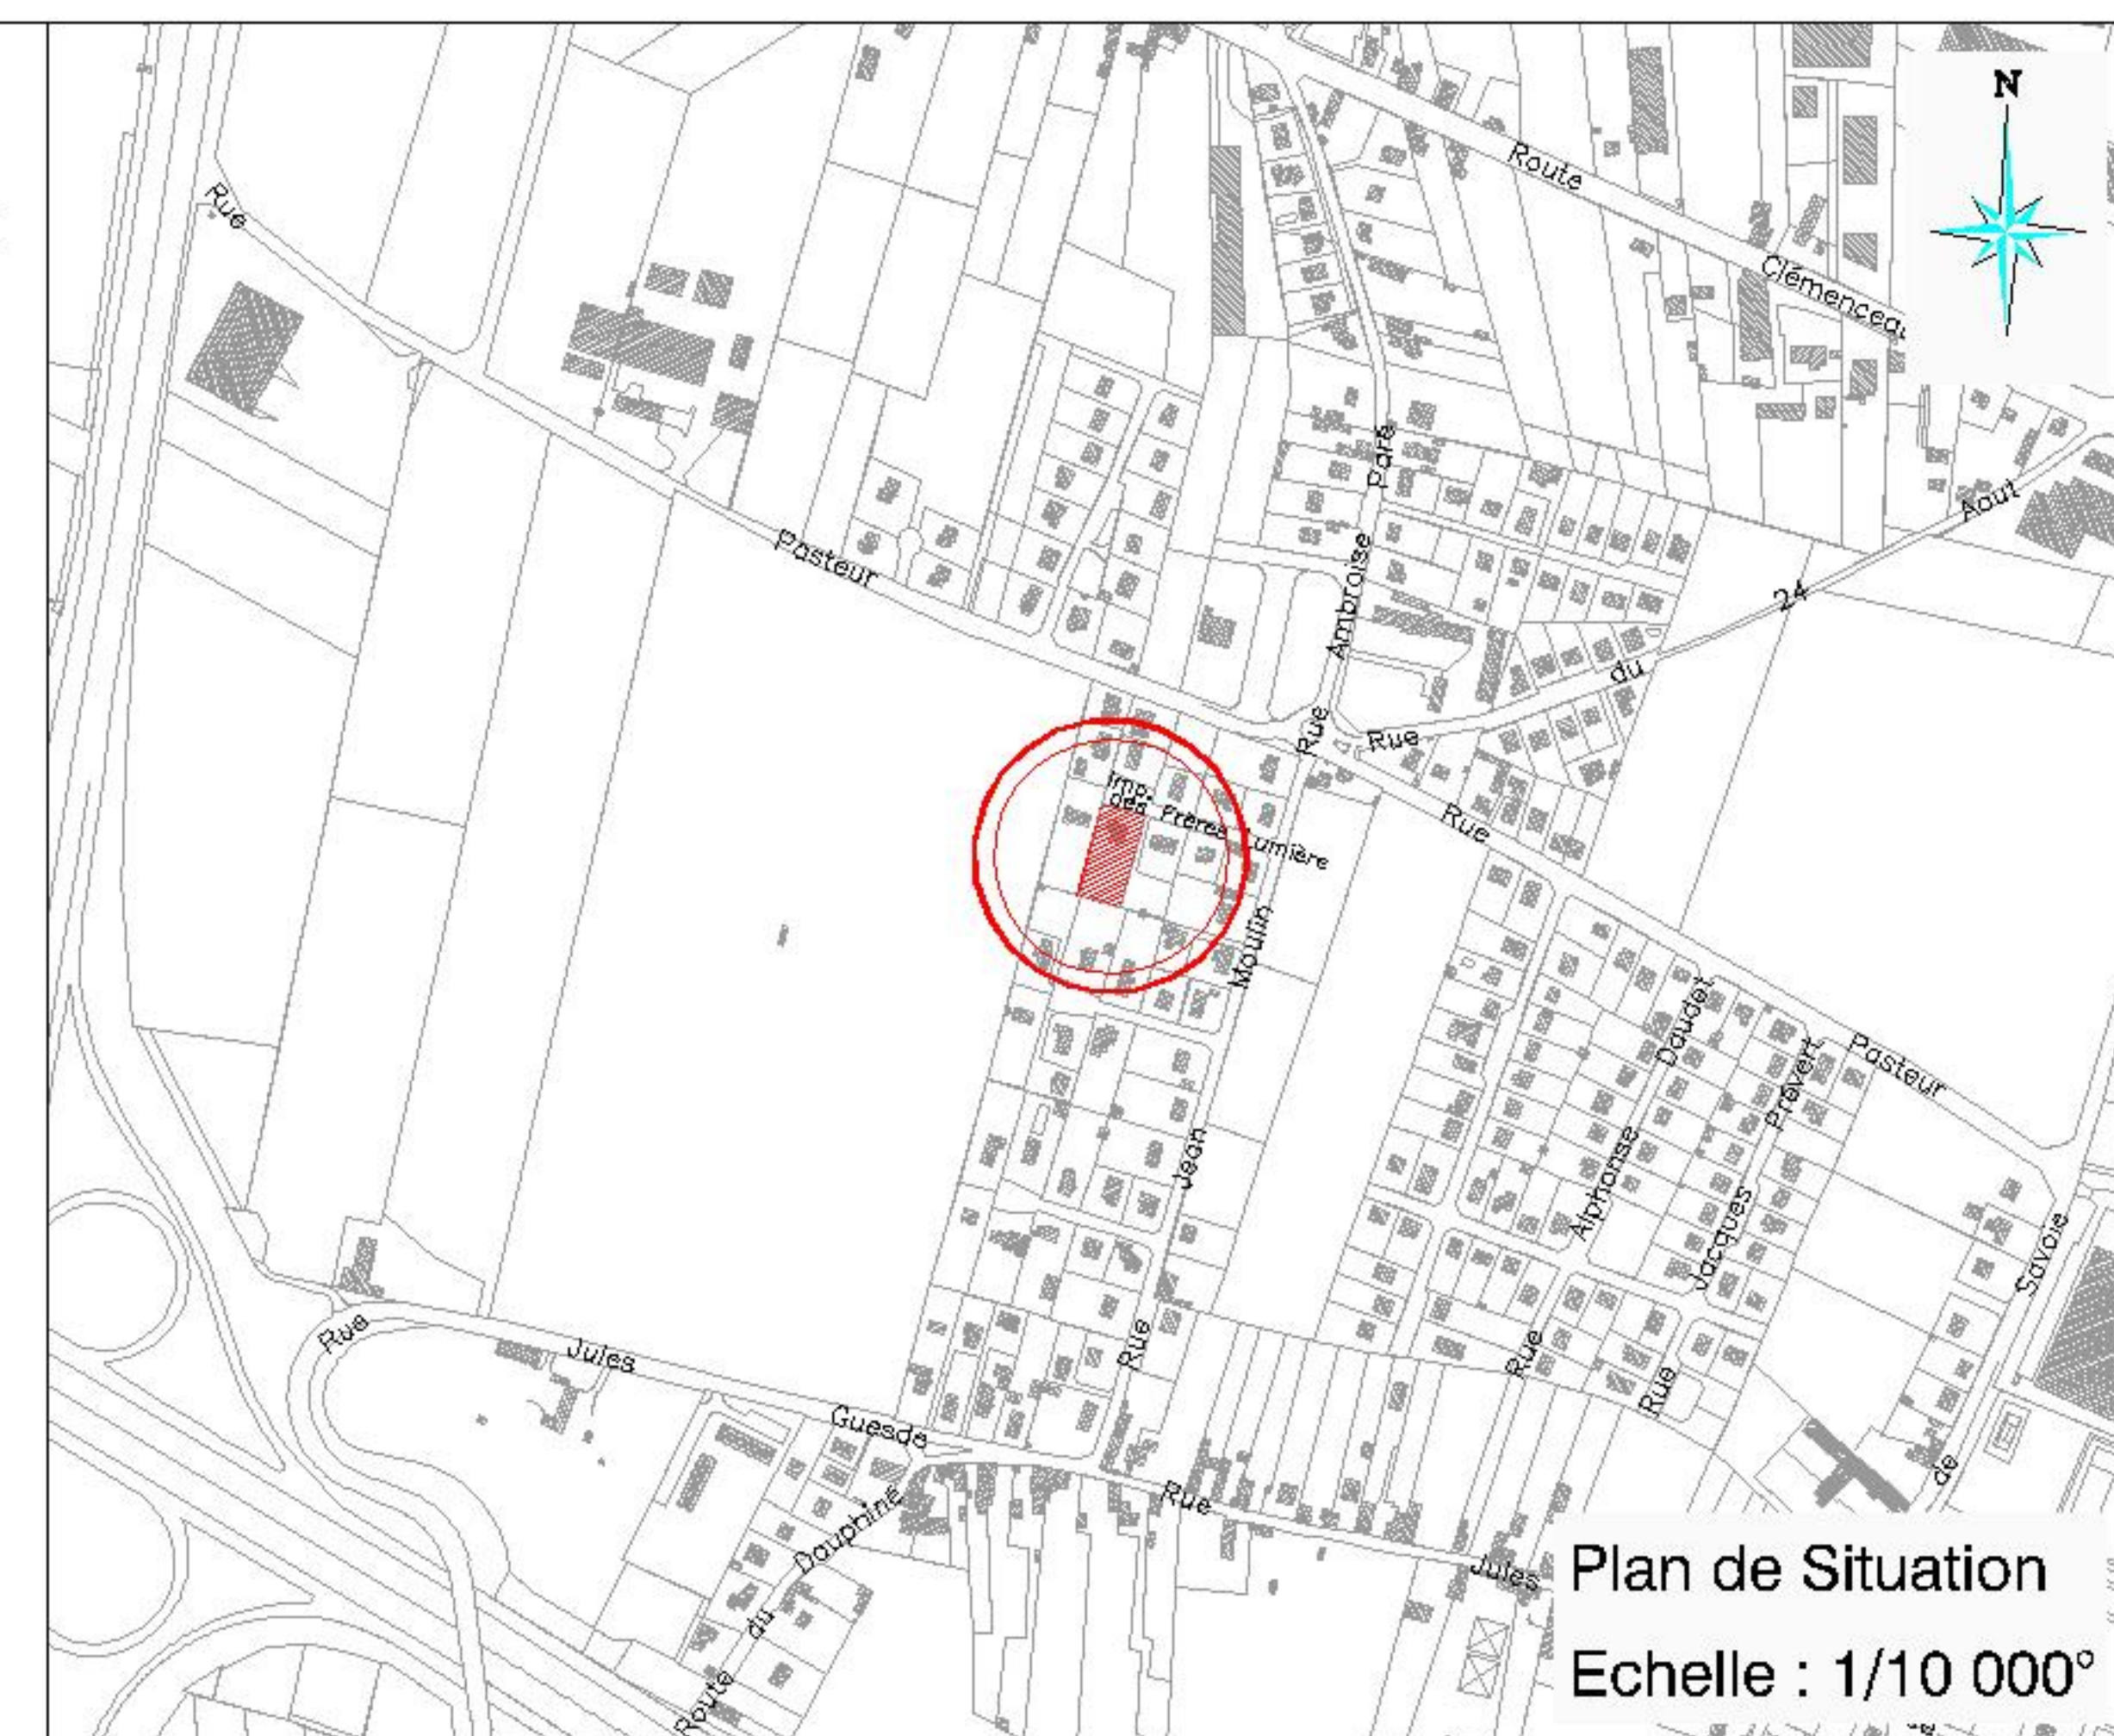 N
Route
Clémenceau
Rue
Pasteur
Rue Ambroise Paré
Rue du 24 Aout
Imp.
des Frères Lumière
Rue Pasteur
Rue Jean Moulin
Rue Alphonse Daudet
Rue Jacques Prévert
de Savoie
Rue Jules Guesde
Rue Jules
Route du Dauphiné
Plan de Situation
Echelle : 1/10 000°